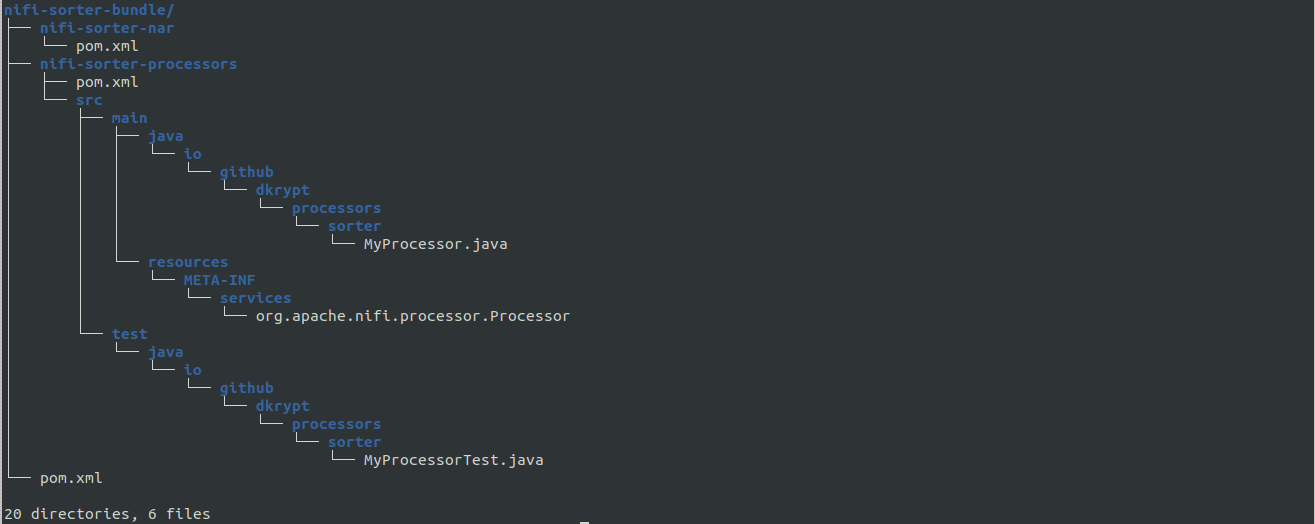 nifi-sorter-bundle/
├── nifi-sorter-nar
│   └── pom.xml
├── nifi-sorter-processors
│   ├── pom.xml
│   └── src
│       ├── main
│       │   ├── java
│       │   │   └── io
│       │   │       └── github
│       │   │           └── dkrypt
│       │   │               └── processors
│       │   │                   └── sorter
│       │   │                       └── MyProcessor.java
│       │   └── resources
│       │       └── META-INF
│       │           └── services
│       │               └── org.apache.nifi.processor.Processor
│       └── test
│           └── java
│               └── io
│                   └── github
│                       └── dkrypt
│                           └── processors
│                               └── sorter
│                                   └── MyProcessorTest.java
└── pom.xml

20 directories, 6 files